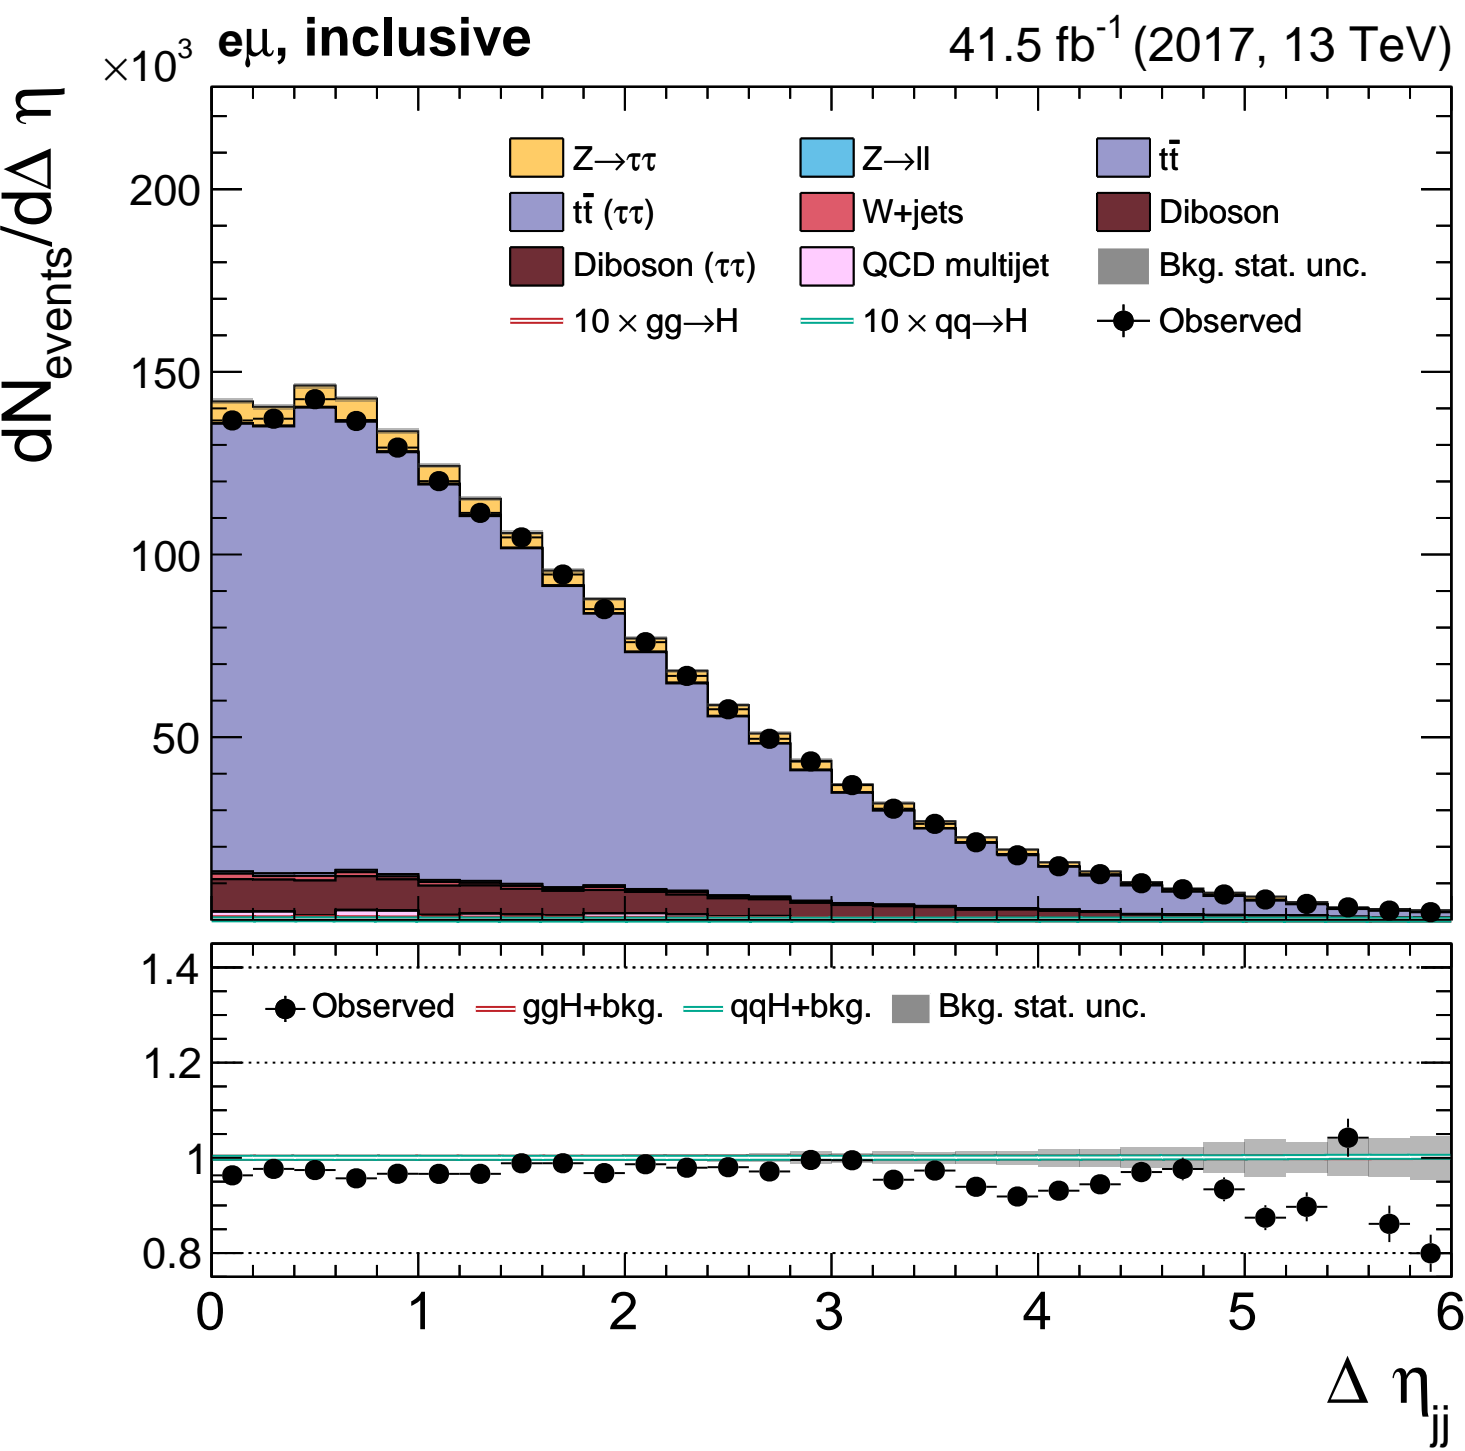 eμ, inclusive 41.5 fb⁻¹ (2017, 13 TeV)
×10³
dN_events/dΔ η
200
150
100
50
Z→ττ Z→ll tt̄
tt̄ (ττ) W+jets Diboson
Diboson (ττ) QCD multijet Bkg. stat. unc.
10 × gg→H 10 × qq→H Observed
1.4
1.2
1
0.8
Observed ggH+bkg. qqH+bkg. Bkg. stat. unc.
0 1 2 3 4 5 6
Δ η_jj